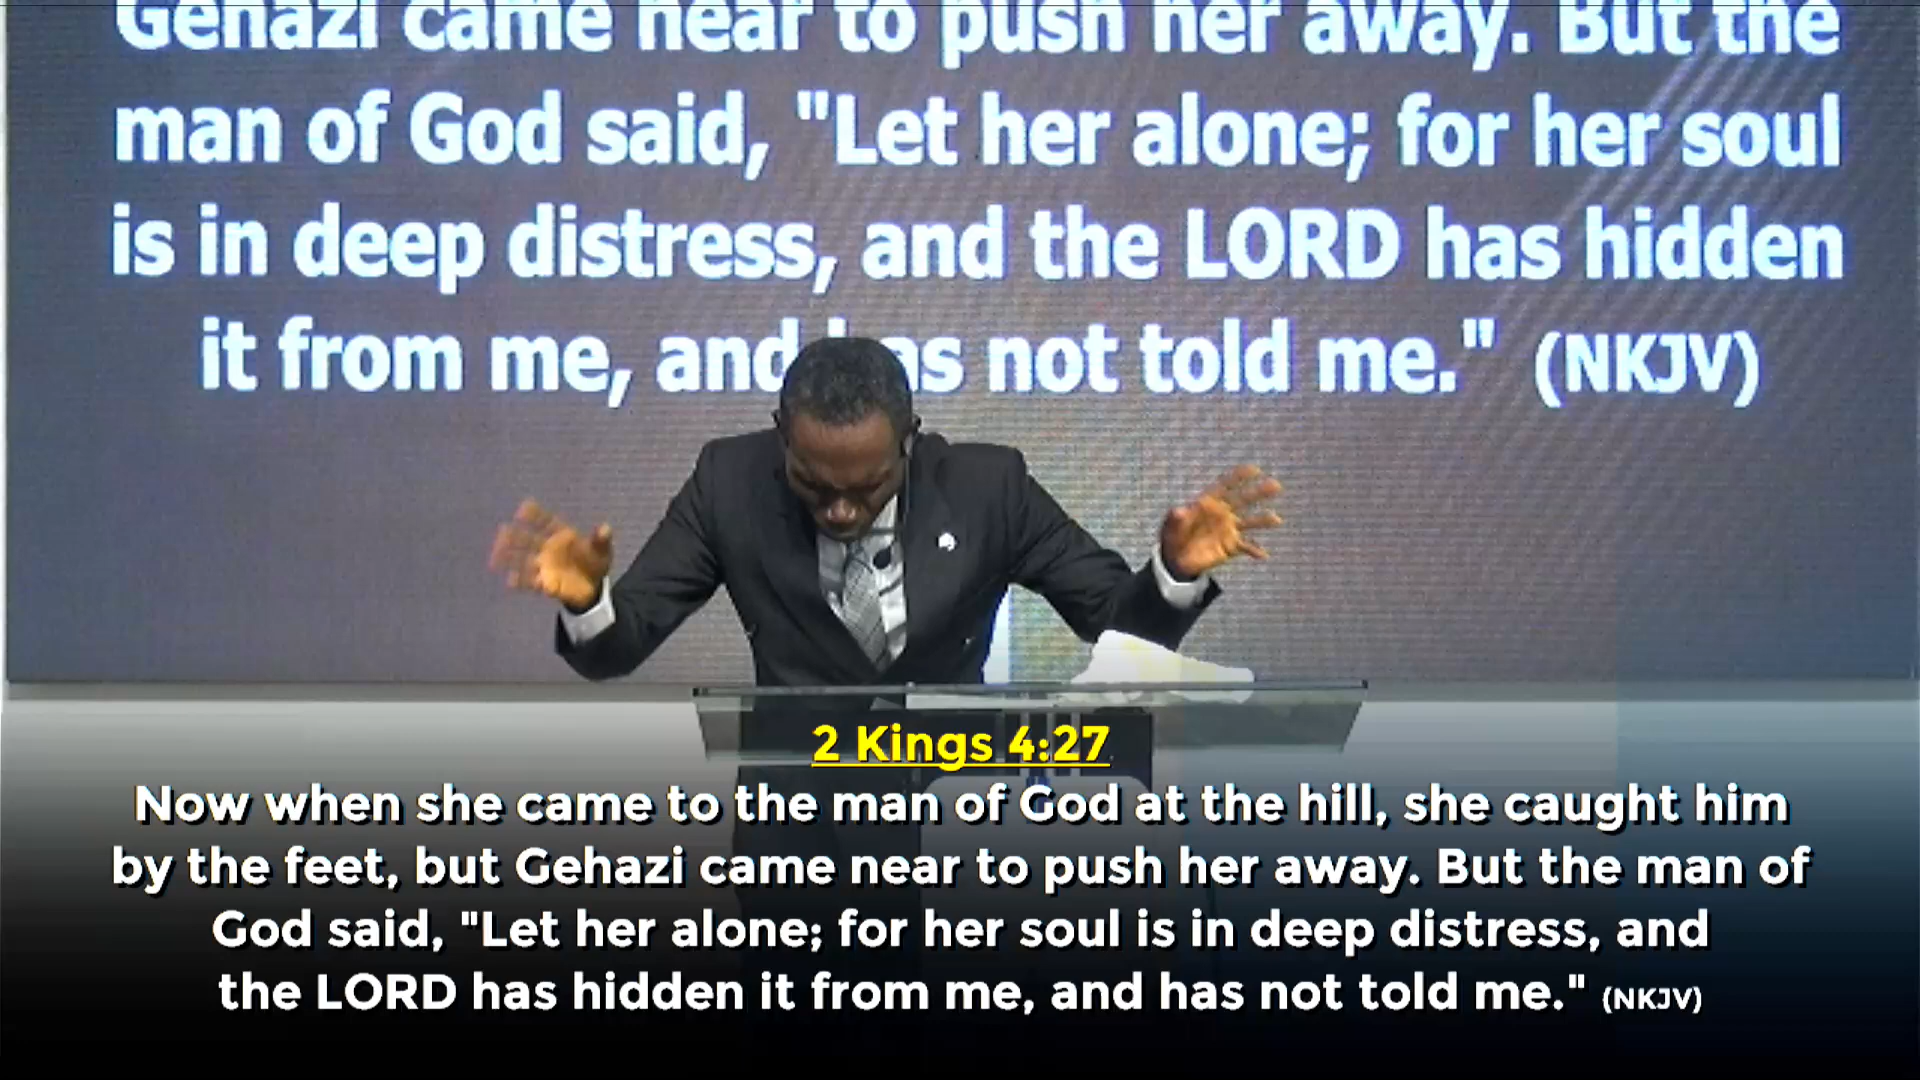 Gehazi came near to push her away. But the
man of God said, "Let her alone; for her soul
is in deep distress, and the LORD has hidden
it from me, and has not told me." (NKJV)
2 Kings 4:27
Now when she came to the man of God at the hill, she caught him
by the feet, but Gehazi came near to push her away. But the man of
God said, "Let her alone; for her soul is in deep distress, and
the LORD has hidden it from me, and has not told me." (NKJV)